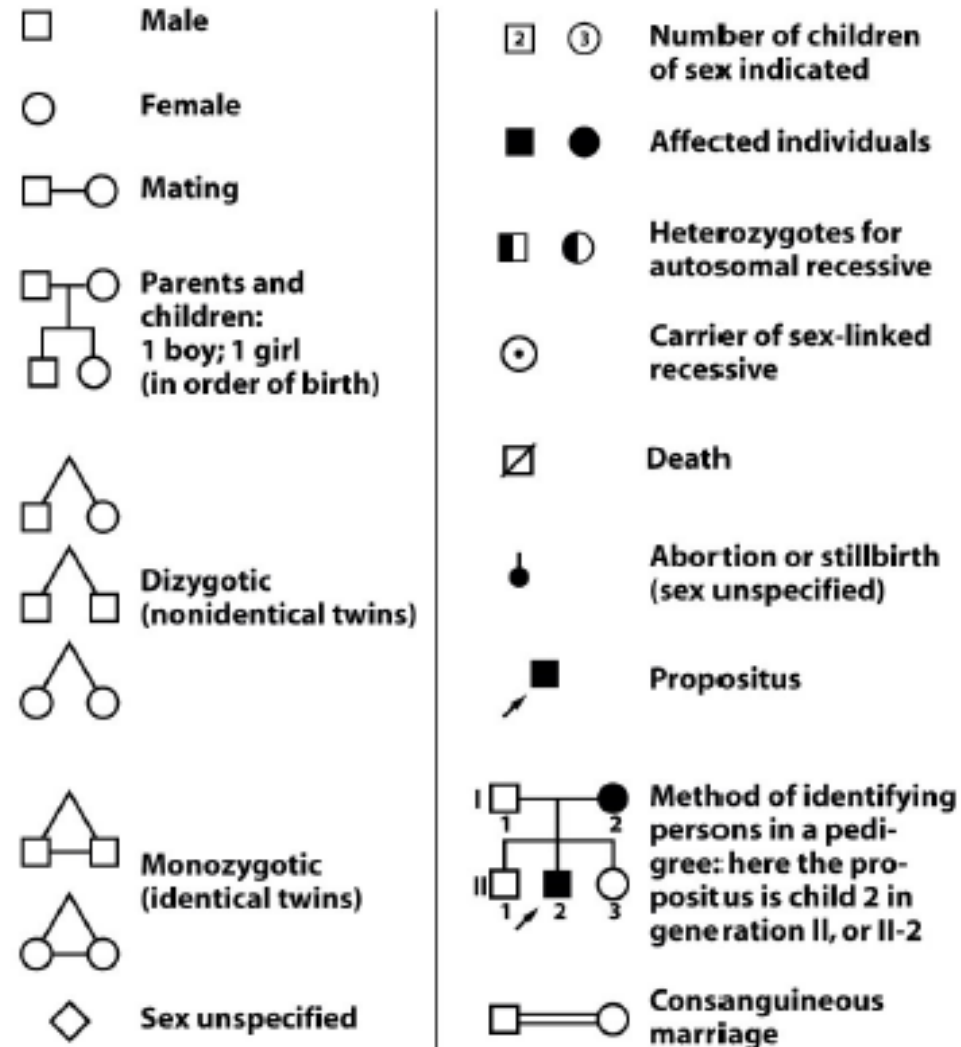 Male
Female
Mating
Parents and
children:
1 boy; 1 girl
(in order of birth)
Dizygotic
(nonidentical twins)
Monozygotic
(identical twins)
Sex unspecified
2 3 Number of children
of sex indicated
Affected individuals
Heterozygotes for
autosomal recessive
Carrier of sex-linked
recessive
Death
Abortion or stillbirth
(sex unspecified)
Propositus
I
1 2
II
1 2 3
Method of identifying
persons in a pedi-
gree: here the pro-
positus is child 2 in
generation II, or II-2
Consanguineous
marriage